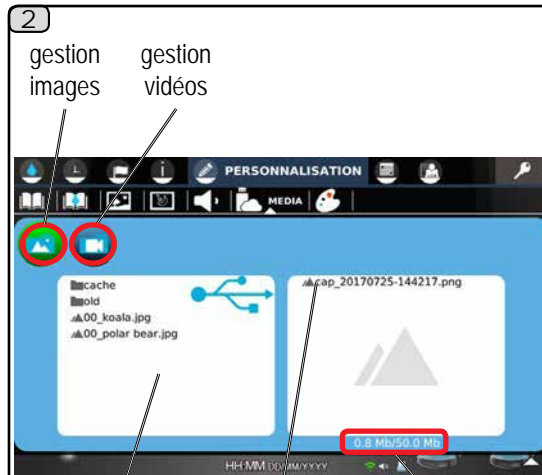 2
gestion images
gestion vidéos
PERSONNALISATION
MEDIA
cache
old
00_koala.jpg
00_polar bear.jpg
cap_20170725-144217.png
0.8 Mb/50.0 Mb
HH:MM DD/MM/YYYY